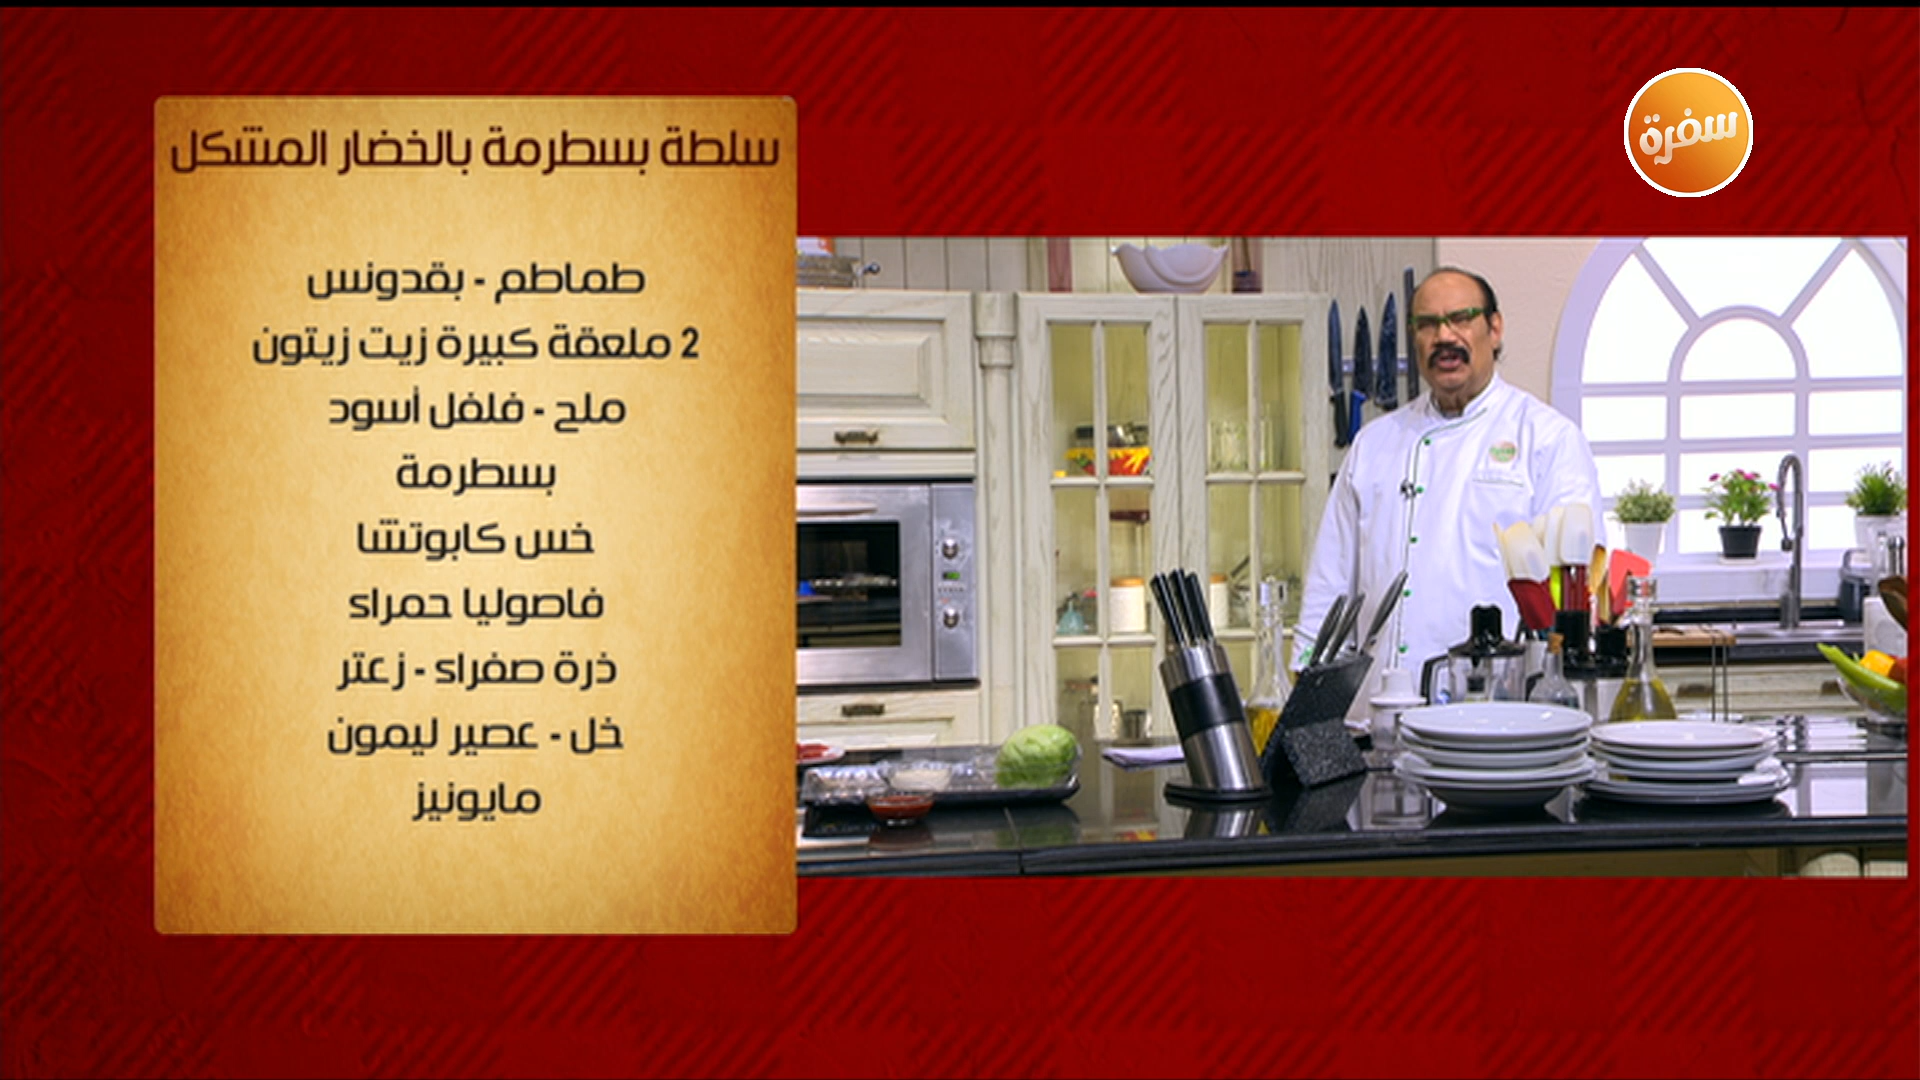 سفرة
سلطة بسطرمة بالخضار المشكل
طماطم - بقدونس
2 ملعقة كبيرة زيت زيتون
ملح - فلفل أسود
بسطرمة
خس كابوتشا
فاصوليا حمراء
ذرة صفراء - زعتر
خل - عصير ليمون
مايونيز